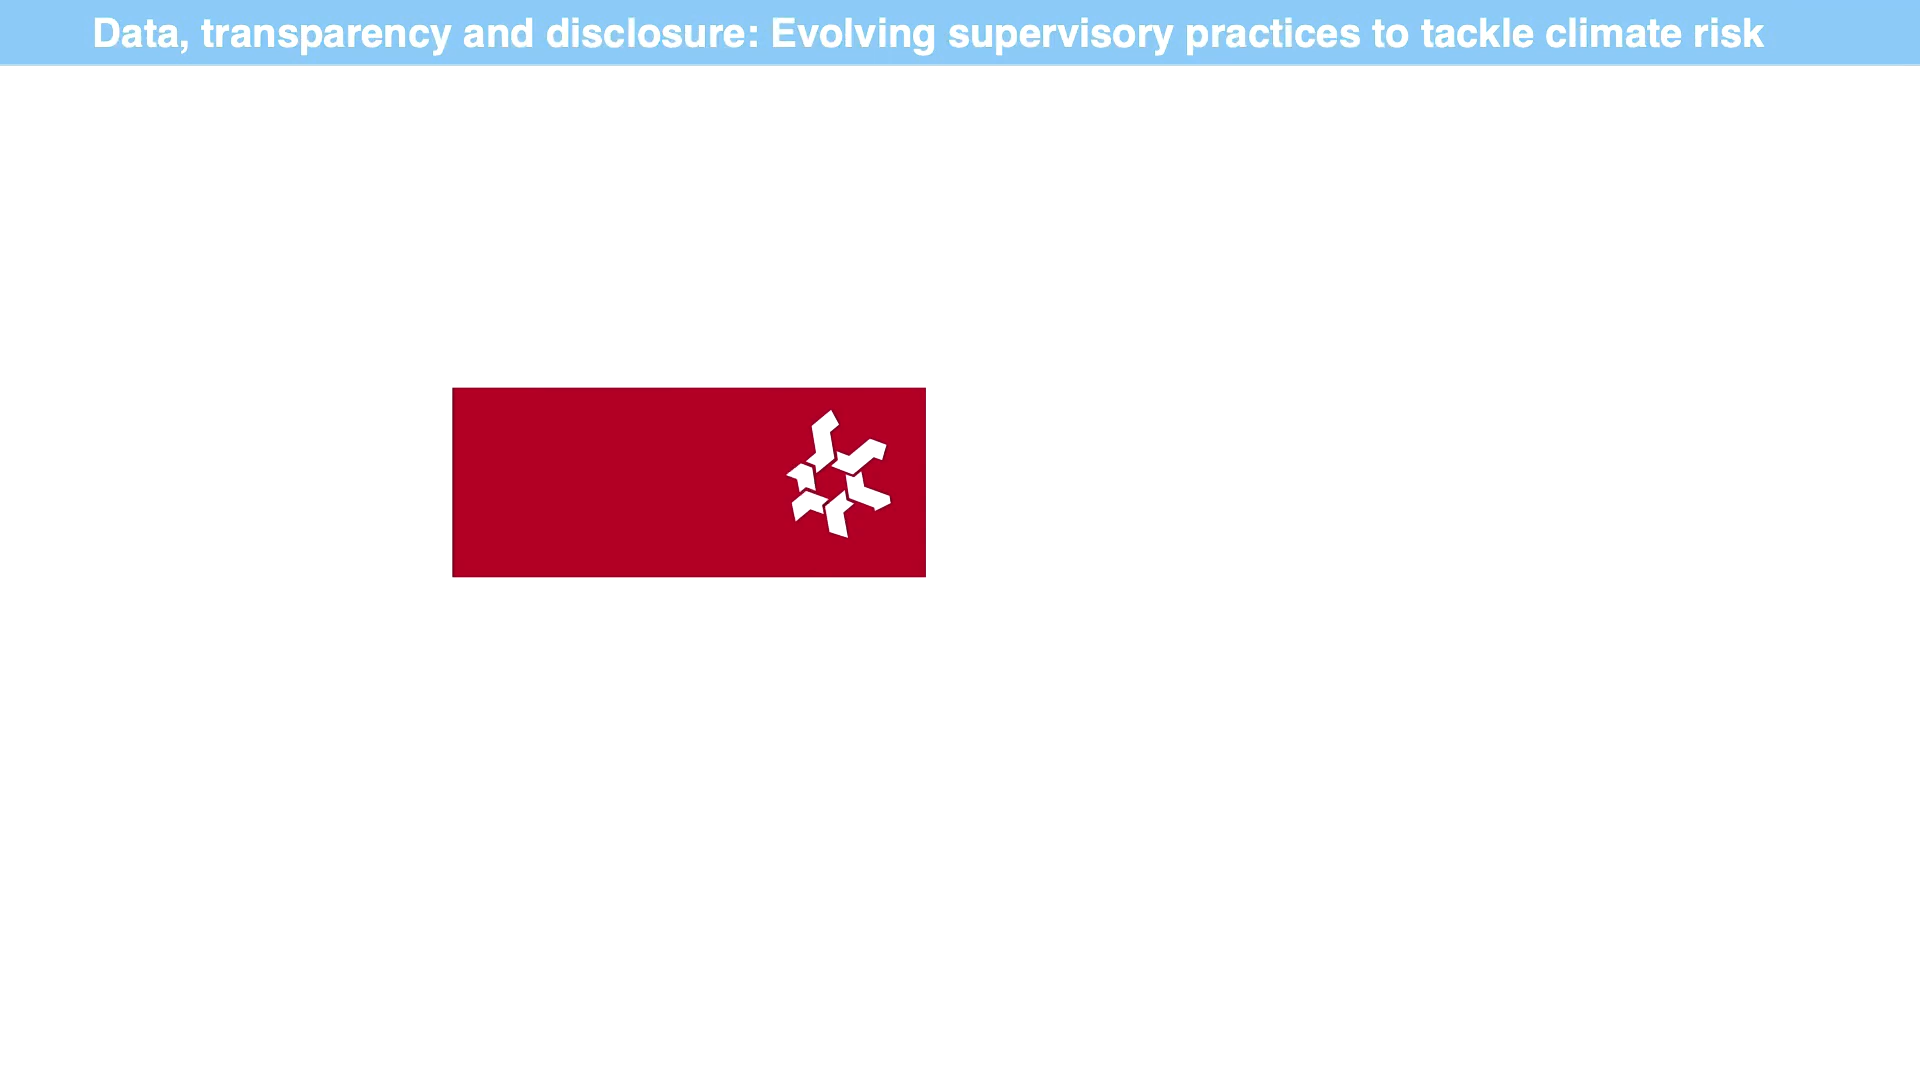 Data, transparency and disclosure: Evolving supervisory practices to tackle climate risk